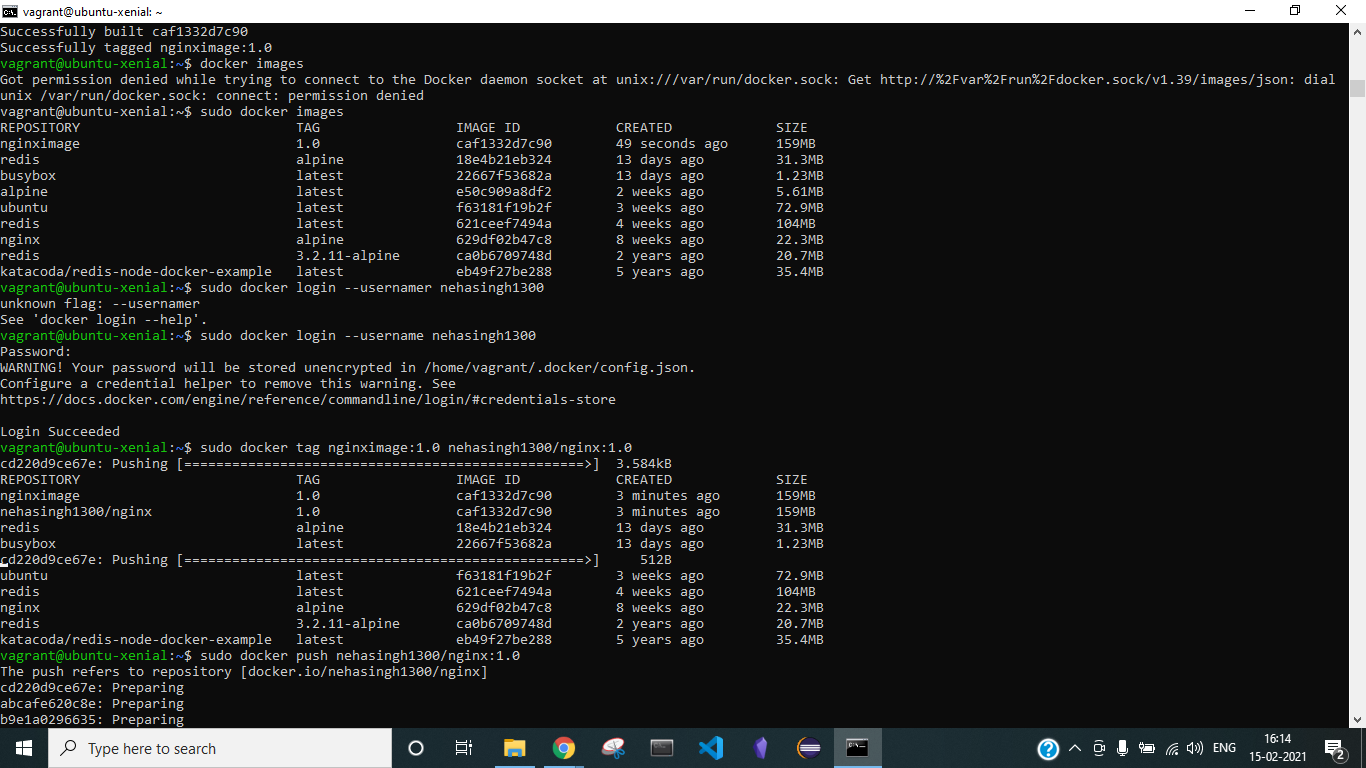 vagrant@ubuntu-xenial: ~
Successfully built caf1332d7c90
Successfully tagged nginximage:1.0
vagrant@ubuntu-xenial:~$ docker images
Got permission denied while trying to connect to the Docker daemon socket at unix:///var/run/docker.sock: Get http://%2Fvar%2Frun%2Fdocker.sock/v1.39/images/json: dial
unix /var/run/docker.sock: connect: permission denied
vagrant@ubuntu-xenial:~$ sudo docker images
REPOSITORY TAG IMAGE ID CREATED SIZE
nginximage 1.0 caf1332d7c90 49 seconds ago 159MB
redis alpine 18e4b21eb324 13 days ago 31.3MB
busybox latest 22667f53682a 13 days ago 1.23MB
alpine latest e50c909a8df2 2 weeks ago 5.61MB
ubuntu latest f63181f19b2f 3 weeks ago 72.9MB
redis latest 621ceef7494a 4 weeks ago 104MB
nginx alpine 629df02b47c8 8 weeks ago 22.3MB
redis 3.2.11-alpine ca0b6709748d 2 years ago 20.7MB
katacoda/redis-node-docker-example latest eb49f27be288 5 years ago 35.4MB
vagrant@ubuntu-xenial:~$ sudo docker login --usernamer nehasingh1300
unknown flag: --usernamer
See 'docker login --help'.
vagrant@ubuntu-xenial:~$ sudo docker login --username nehasingh1300
Password:
WARNING! Your password will be stored unencrypted in /home/vagrant/.docker/config.json.
Configure a credential helper to remove this warning. See
https://docs.docker.com/engine/reference/commandline/login/#credentials-store
Login Succeeded
vagrant@ubuntu-xenial:~$ sudo docker tag nginximage:1.0 nehasingh1300/nginx:1.0
cd220d9ce67e: Pushing [==================================================>] 3.584kB
REPOSITORY TAG IMAGE ID CREATED SIZE
nginximage 1.0 caf1332d7c90 3 minutes ago 159MB
nehasingh1300/nginx 1.0 caf1332d7c90 3 minutes ago 159MB
redis alpine 18e4b21eb324 13 days ago 31.3MB
busybox latest 22667f53682a 13 days ago 1.23MB
cd220d9ce67e: Pushing [==================================================>] 512B
ubuntu latest f63181f19b2f 3 weeks ago 72.9MB
redis latest 621ceef7494a 4 weeks ago 104MB
nginx alpine 629df02b47c8 8 weeks ago 22.3MB
redis 3.2.11-alpine ca0b6709748d 2 years ago 20.7MB
katacoda/redis-node-docker-example latest eb49f27be288 5 years ago 35.4MB
vagrant@ubuntu-xenial:~$ sudo docker push nehasingh1300/nginx:1.0
The push refers to repository [docker.io/nehasingh1300/nginx]
cd220d9ce67e: Preparing
abcafe620c8e: Preparing
b9e1a0296635: Preparing
Type here to search
ENG
16:14
15-02-2021
2